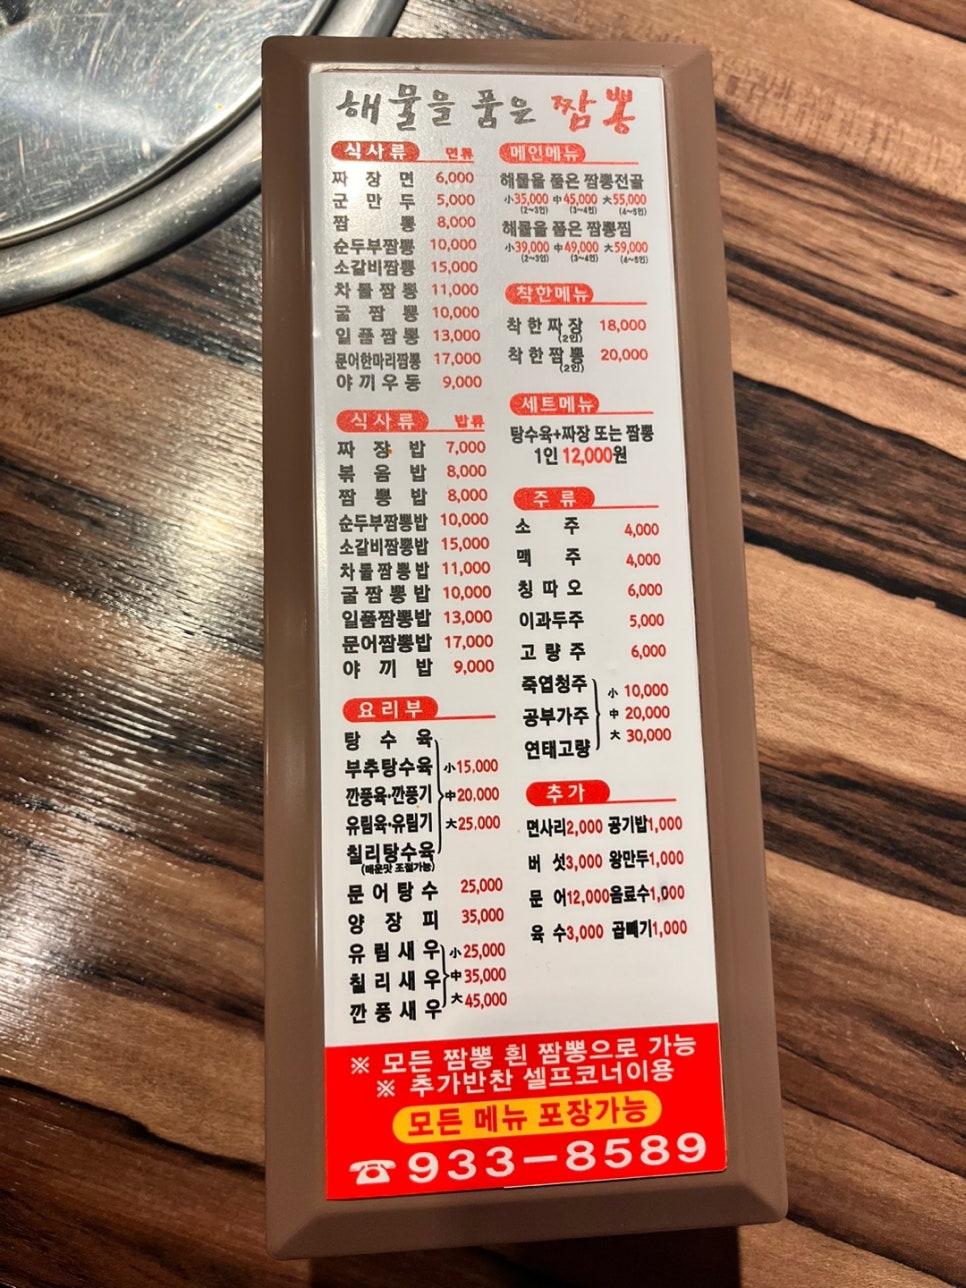 해물을 품은 짬뽕
식사류 면류
짜장면 6,000
군만두 5,000
짬뽕 8,000
순두부짬뽕 10,000
소갈비짬뽕 15,000
차돌짬뽕 11,000
굴짬뽕 10,000
일품짬뽕 13,000
문어한마리짬뽕 17,000
야끼우동 9,000
식사류 밥류
짜장밥 7,000
볶음밥 8,000
짬뽕밥 8,000
순두부짬뽕밥 10,000
소갈비짬뽕밥 15,000
차돌짬뽕밥 11,000
굴짬뽕밥 10,000
일품짬뽕밥 13,000
문어짬뽕밥 17,000
야끼밥 9,000
요리부
탕수육
부추탕수육 小15,000
깐풍육·깐풍기 中20,000
유림육·유림기 大25,000
칠리탕수육
(매운맛 조절가능)
문어탕수 25,000
양장피 35,000
유림새우 小25,000
칠리새우 中35,000
깐풍새우 大45,000
메인메뉴
해물을 품은 짬뽕전골
小35,000 中45,000 大55,000
(2~3인) (3~4인) (4~5인)
해물을 품은 짬뽕찜
小39,000 中49,000 大59,000
(2~3인) (3~4인) (4~5인)
착한메뉴
착한짜장 18,000
(2인)
착한짬뽕 20,000
(2인)
세트메뉴
탕수육+짜장 또는 짬뽕
1인 12,000원
주류
소주 4,000
맥주 4,000
칭따오 6,000
이과두주 5,000
고량주 6,000
죽엽청주 小 10,000
공부가주 中 20,000
연태고량 大 30,000
추가
면사리2,000 공기밥1,000
버섯3,000 왕만두1,000
문어12,000 음료수1,000
육수3,000 곱빼기1,000
※ 모든 짬뽕 흰 짬뽕으로 가능
※ 추가반찬 셀프코너이용
모든 메뉴 포장가능
☎933-8589